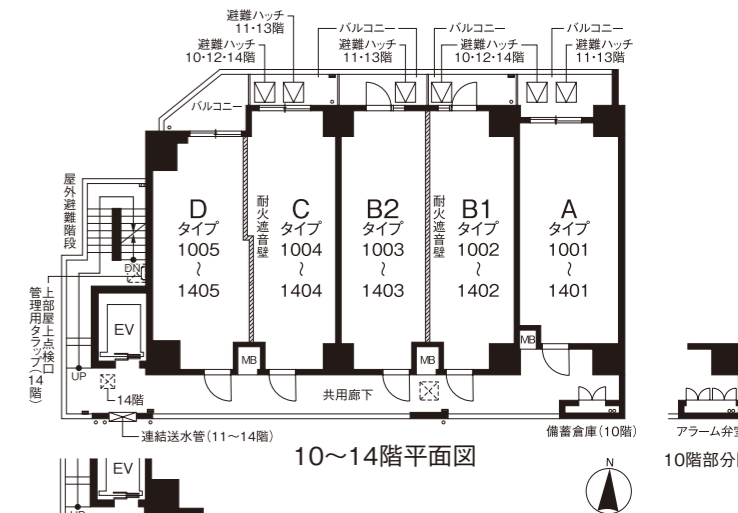 避難ハッチ
11・13階
避難ハッチ
10・12・14階
バルコニー
避難ハッチ
11・13階
バルコニー
避難ハッチ
10・12・14階
バルコニー
避難ハッチ
11・13階
バルコニー
屋外避難階段
D
タイプ
1005
～
1405
耐火遮音壁
C
タイプ
1004
～
1404
B2
タイプ
1003
～
1403
耐火遮音壁
B1
タイプ
1002
～
1402
A
タイプ
1001
～
1401
DN
上部屋上点検口
管理用タラップ(14階)
EV
UP
MB
MB
MB
14階
共用廊下
連結送水管(11～14階)
備蓄倉庫(10階)
10～14階平面図
N
EV
UP
アラーム弁室
10階部分